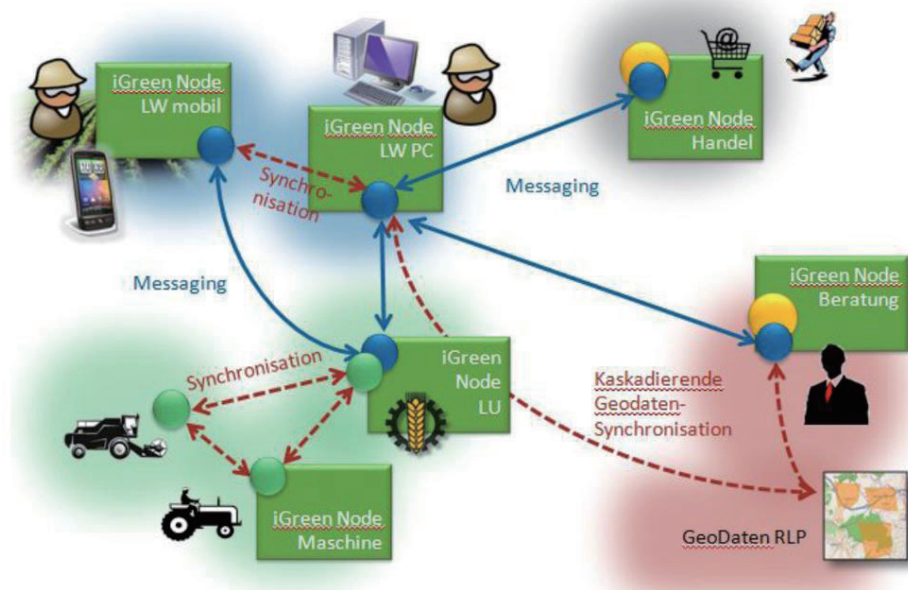 iGreen Node
LW mobil
iGreen Node
LW PC
@
iGreen Node
Handel
Synchro-
nisation
Messaging
Messaging
iGreen Node
Beratung
Synchronisation
iGreen
Node
LU
Kaskadierende
Geodaten-
Synchronisation
iGreen Node
Maschine
GeoDaten RLP